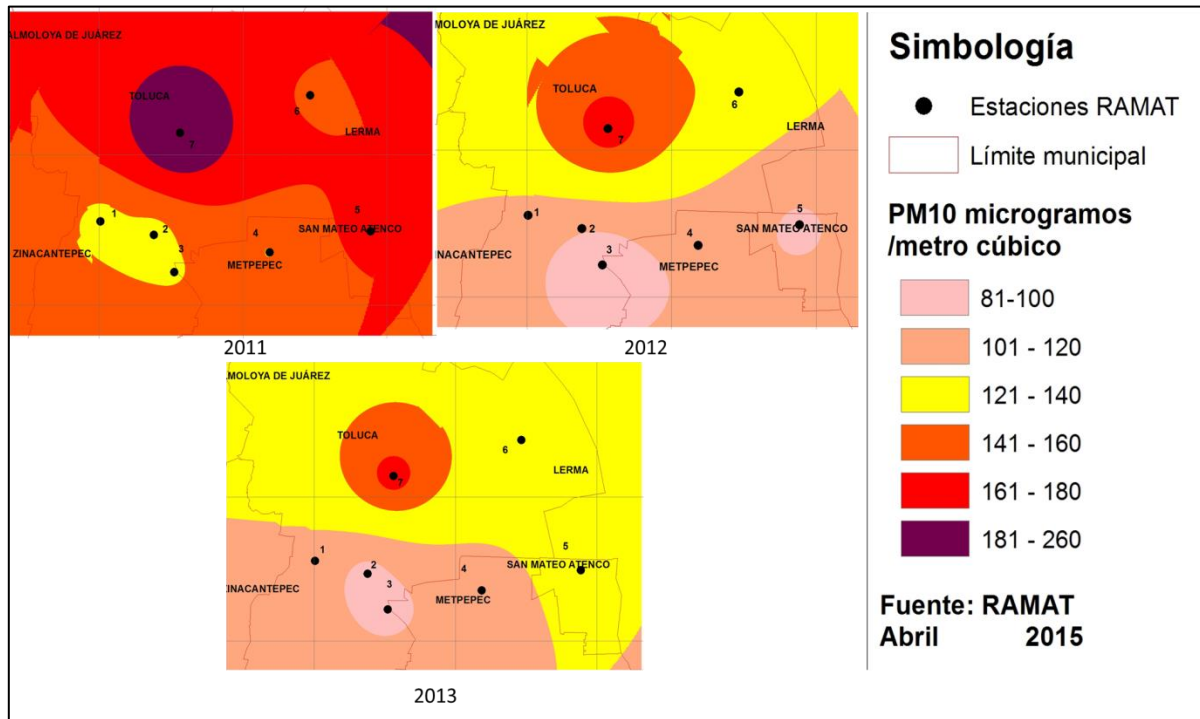 ALMOLOYA DE JUÁREZ
TOLUCA
7
6
LERMA
1
2
3
5
4
SAN MATEO ATENCO
ZINACANTEPEC
METPEPEC
2011
MOLOYA DE JUÁREZ
TOLUCA
7
6
LERMA
1
2
3
5
4
SAN MATEO ATENCO
INACANTEPEC
METPEPEC
2012
LMOLOYA DE JUÁREZ
TOLUCA
7
6
LERMA
1
2
3
5
4
SAN MATEO ATENCO
ZINACANTEPEC
METPEPEC
2013
Simbología
Estaciones RAMAT
Límite municipal
PM10 microgramos
/metro cúbico
81-100
101 - 120
121 - 140
141 - 160
161 - 180
181 - 260
Fuente: RAMAT
Abril 2015